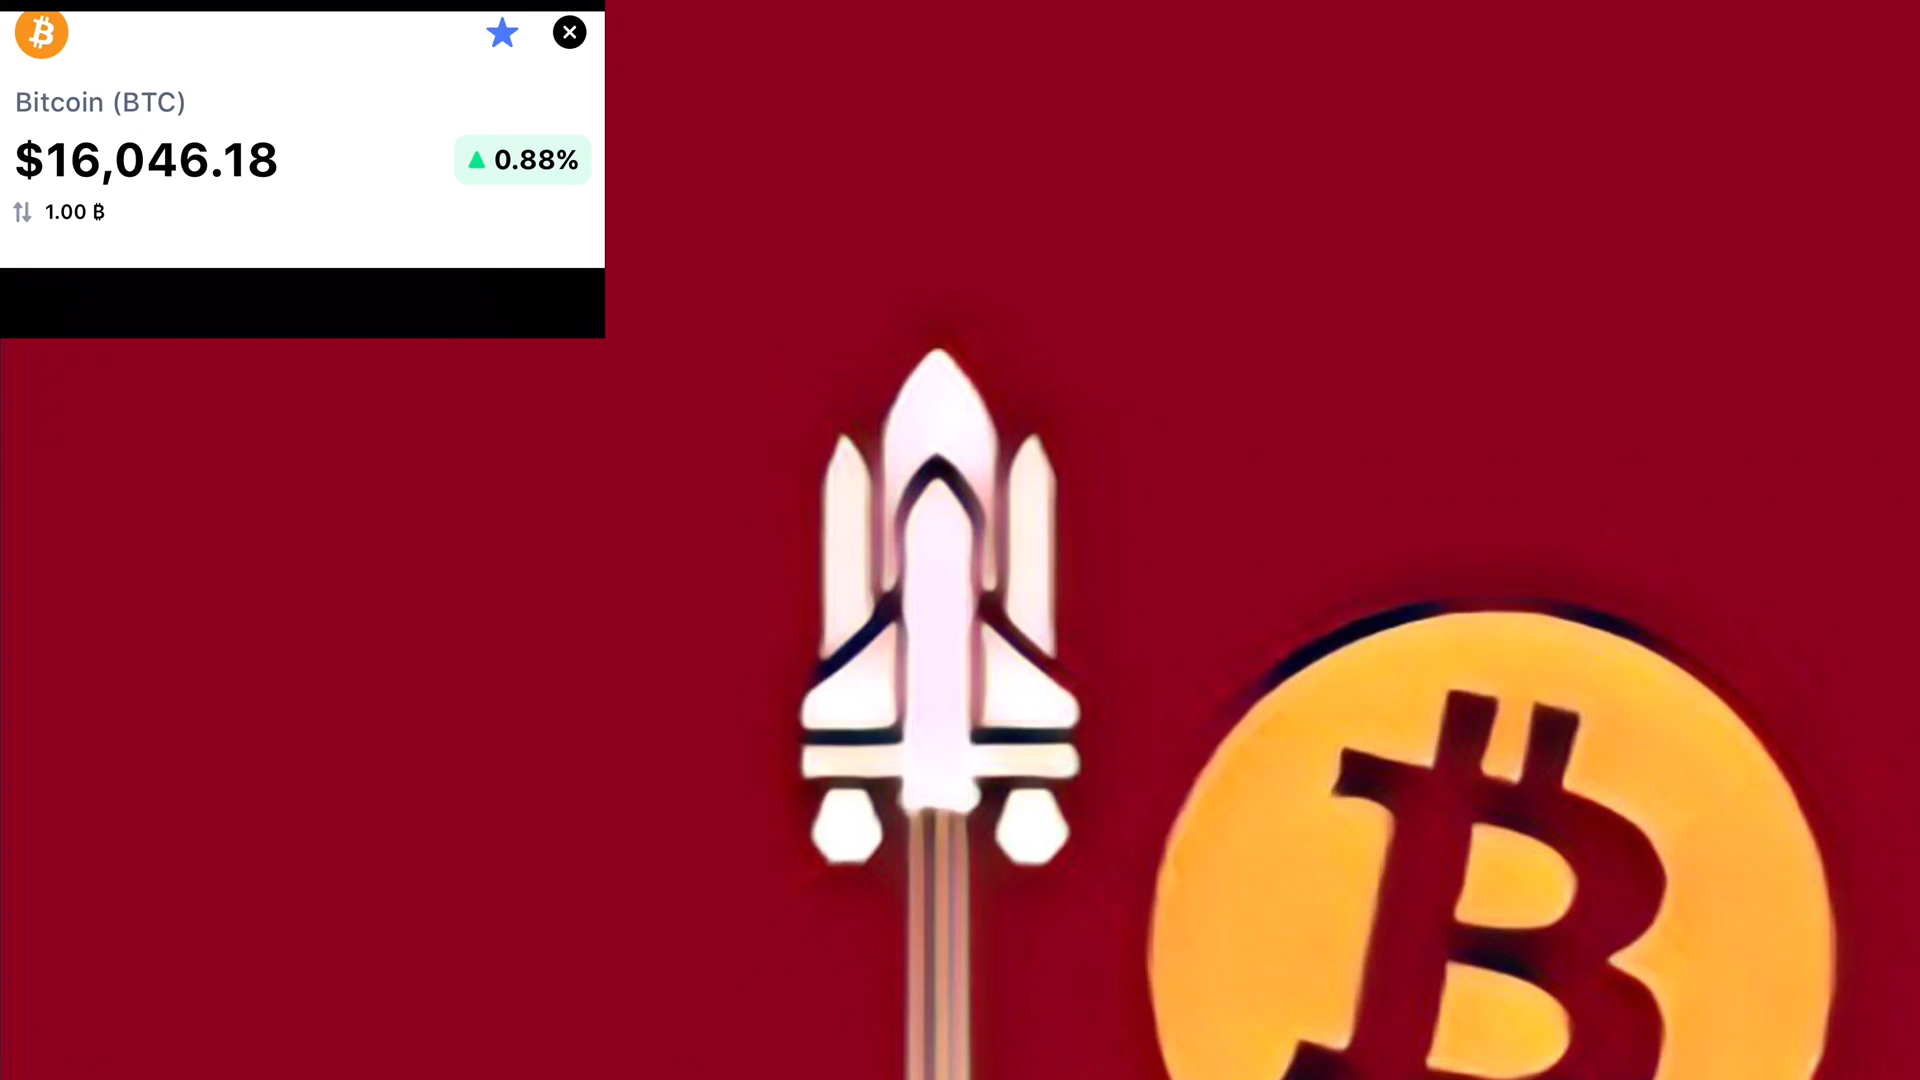 Bitcoin (BTC)
$16,046.18
▲ 0.88%
1.00 ₿